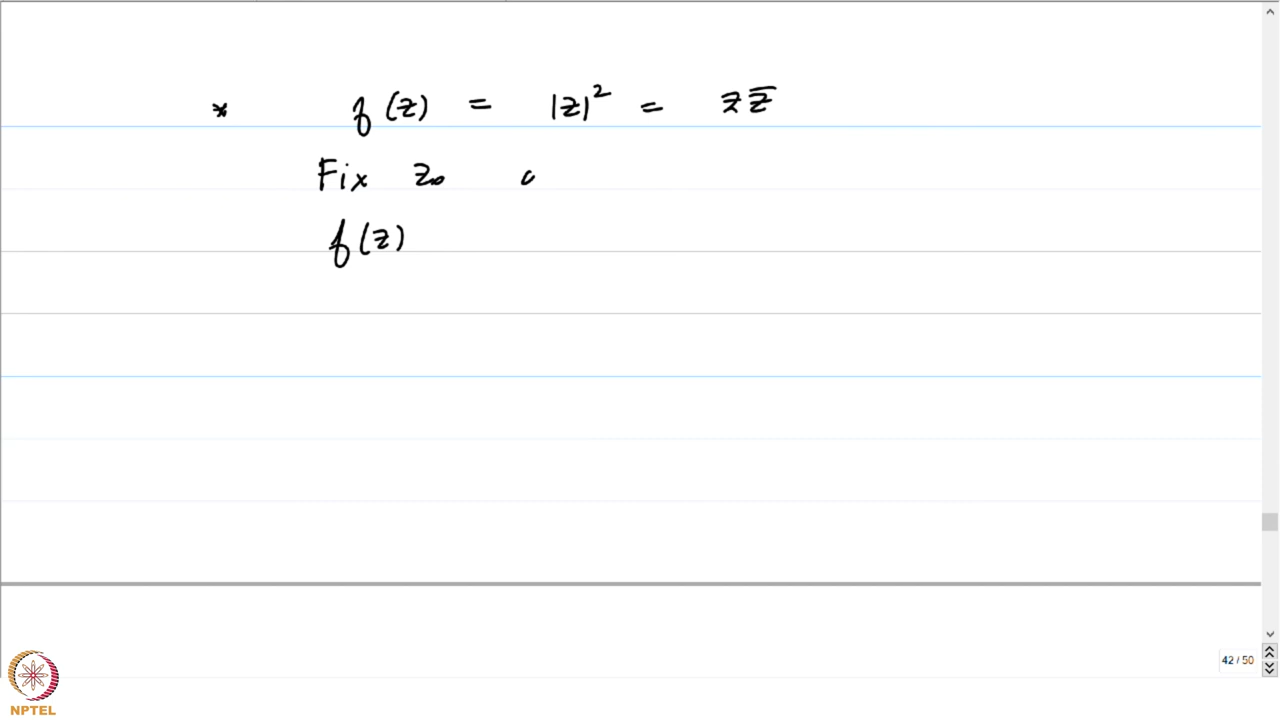 * f(z) = |z|² = z z̅
Fix z₀
f(z)
42 / 50
NPTEL